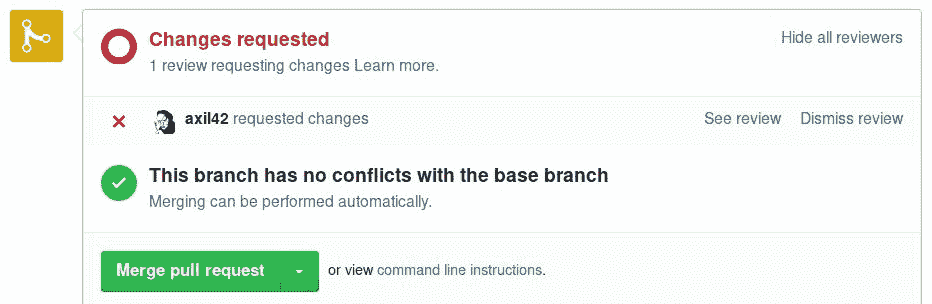 Changes requested Hide all reviewers
1 review requesting changes Learn more.
axil42 requested changes See review Dismiss review
This branch has no conflicts with the base branch
Merging can be performed automatically.
Merge pull request or view command line instructions.